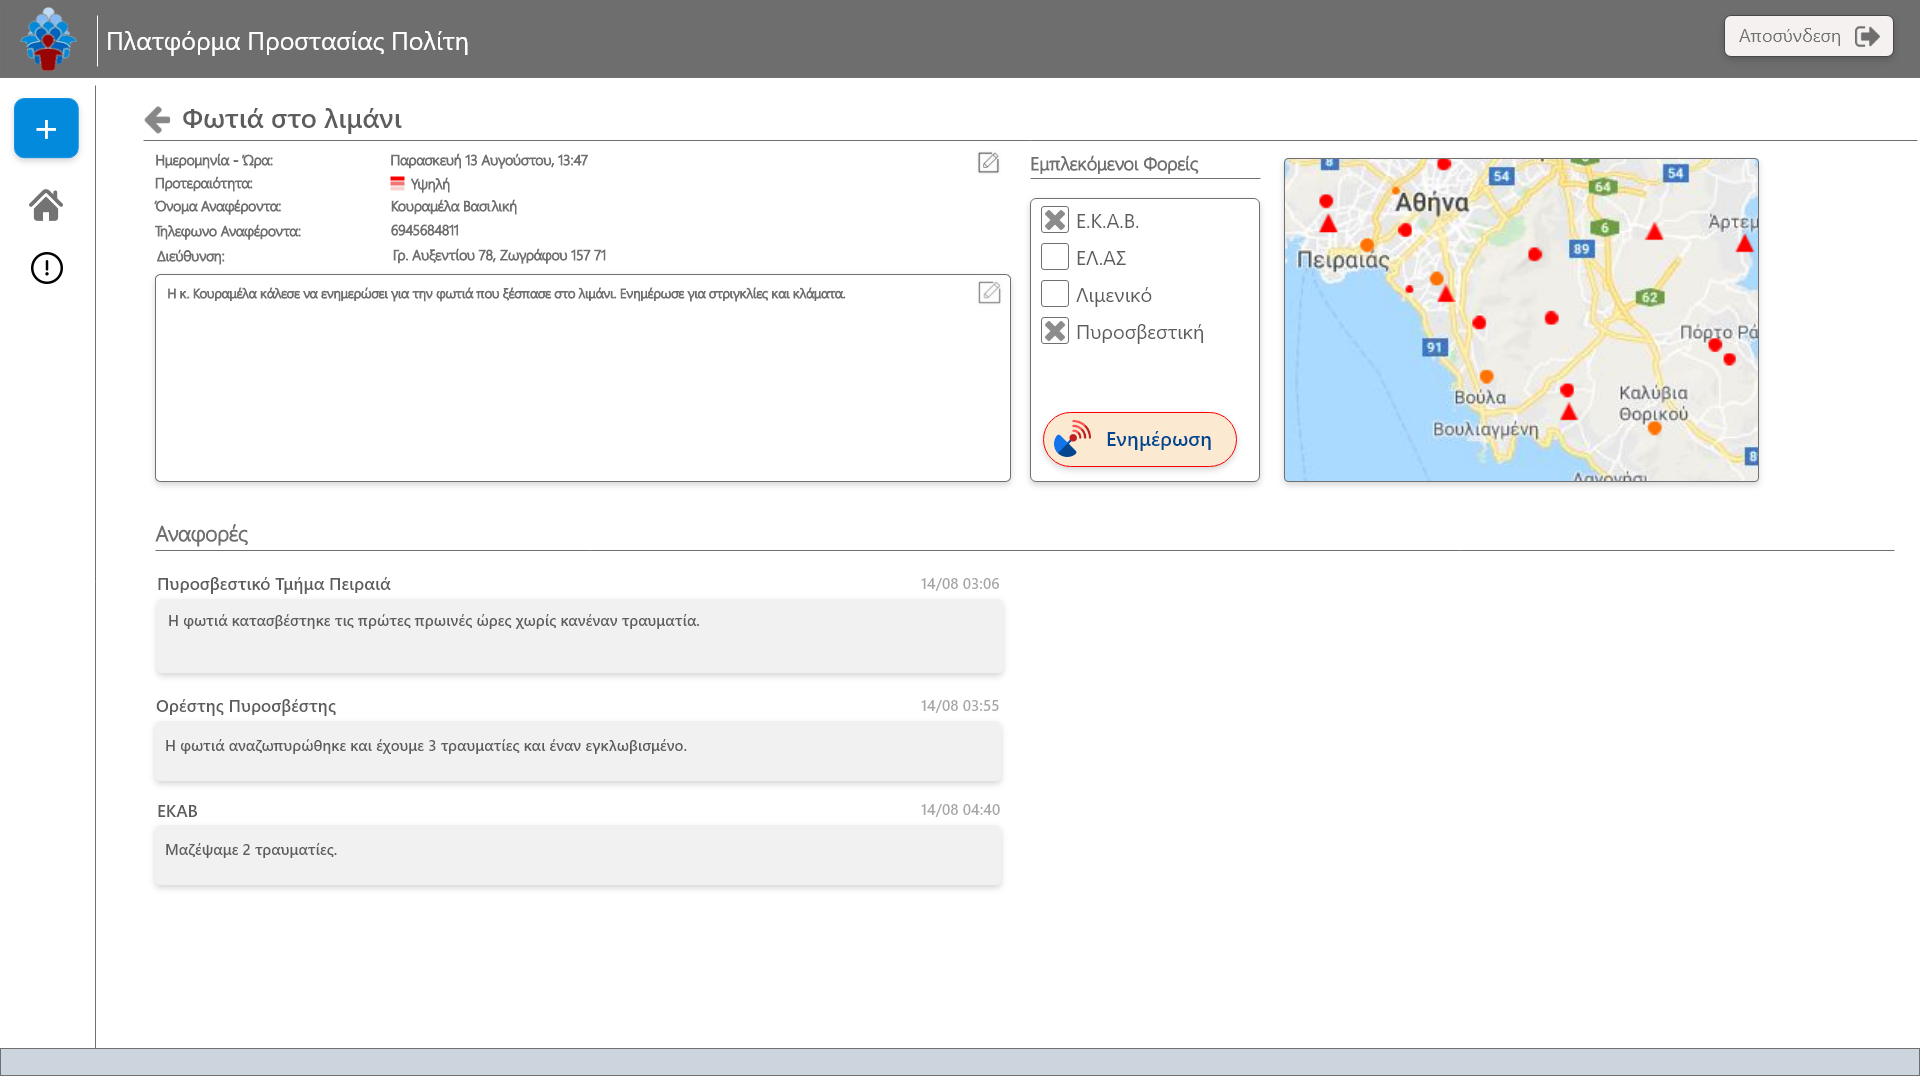 Πλατφόρμα Προστασίας Πολίτη
Αποσύνδεση
Φωτιά στο λιμάνι
Ημερομηνία - Ώρα: Παρασκευή 13 Αυγούστου, 13:47
Προτεραιότητα: Υψηλή
Όνομα Αναφέροντα: Κουραμέλα Βασιλική
Τηλεφωνο Αναφέροντα: 6945684811
Διεύθυνση: Γρ. Αυξεντίου 78, Ζωγράφου 157 71
Η κ. Κουραμέλα κάλεσε να ενημερώσει για την φωτιά που ξέσπασε στο λιμάνι. Ενημέρωσε για στριγκλίες και κλάματα.
Εμπλεκόμενοι Φορείς
Ε.Κ.Α.Β.
ΕΛ.ΑΣ
Λιμενικό
Πυροσβεστική
Ενημέρωση
8
54
54
64
Αθήνα
6
Άρτεμ
89
Πειραιάς
62
Πόρτο Ρά
91
Βούλα
Καλύβια
Θορικού
Βουλιαγμένη
8
Αναφορές
Πυροσβεστικό Τμήμα Πειραιά 14/08 03:06
Η φωτιά κατασβέστηκε τις πρώτες πρωινές ώρες χωρίς κανέναν τραυματία.
Ορέστης Πυροσβέστης 14/08 03:55
Η φωτιά αναζωπυρώθηκε και έχουμε 3 τραυματίες και έναν εγκλωβισμένο.
ΕΚΑΒ 14/08 04:40
Μαζέψαμε 2 τραυματίες.